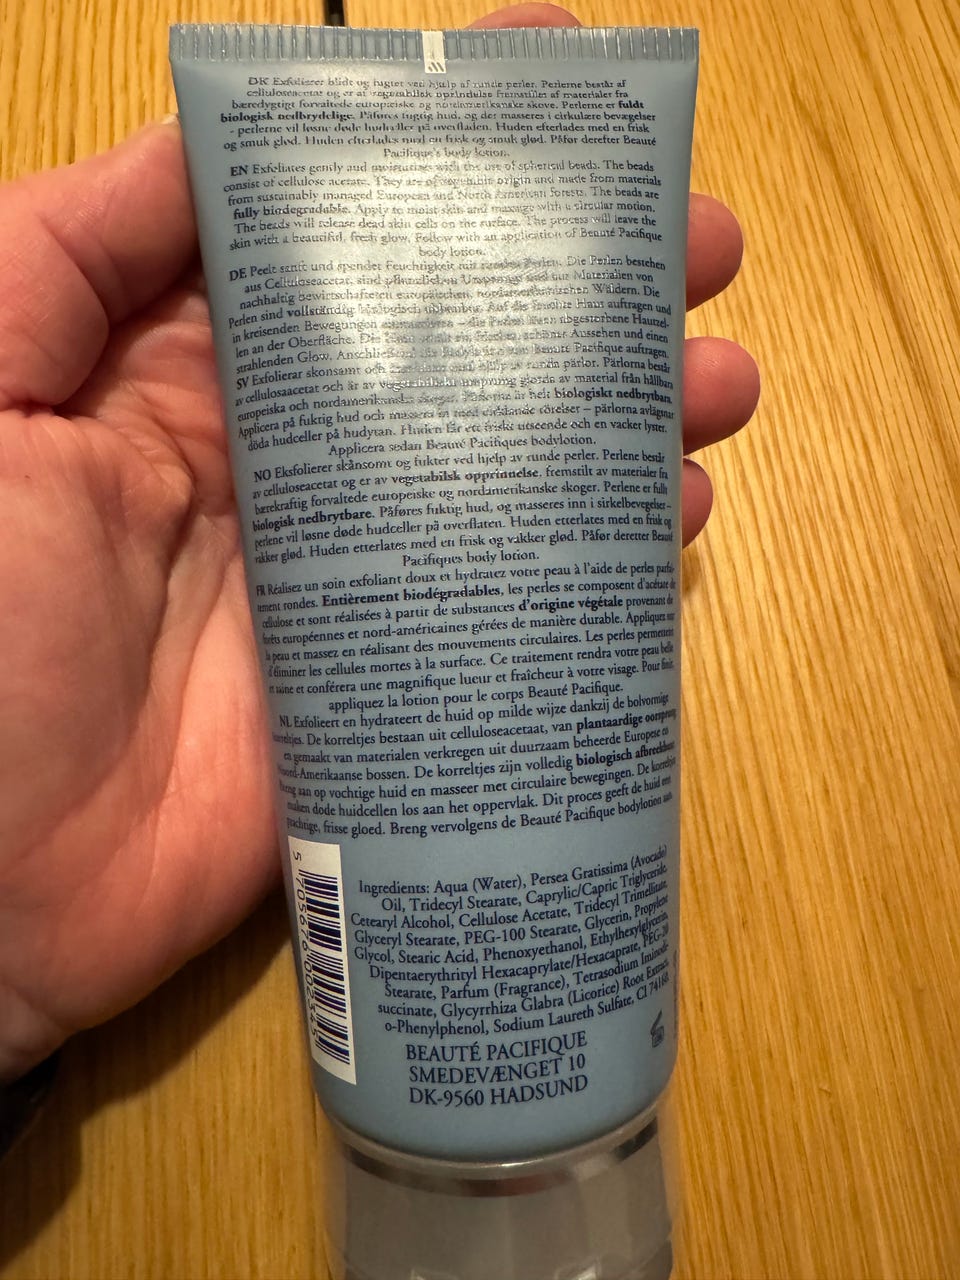 DK Exfolierer blidt og fugter ved hjælp af runde perler. Perlerne består af
celluloseacetat og er af vegetabilsk oprindelse fremstillet af materialer fra
bæredygtigt forvaltede europæiske og nordamerikanske skove. Perlerne er fuldt
biologisk nedbrydelige. Påføres fugtig hud, og der masseres i cirkulære bevægelser
- perlerne vil løsne døde hudceller på overfladen. Huden efterlades med en frisk
og smuk glød. Huden efterlades med en frisk og smuk glød. Påfør derefter Beauté
Pacifique's body lotion.
EN Exfoliates gently and moisturises with the use of spherical beads. The beads
consist of cellulose acetate. They are of vegetable origin and made from materials
from sustainably managed European and North American forests. The beads are
fully biodegradable. Apply to moist skin and massage with a circular motion.
The beads will release dead skin cells on the surface. The process will leave the
skin with a beautiful, fresh glow. Follow with an application of Beauté Pacifique
body lotion.
DE Peelt sanft und spendet Feuchtigkeit mit runden Perlen. Die Perlen bestehen
aus Celluloseacetat, sind pflanzlichen Ursprungs und aus Materialien von
nachhaltig bewirtschafteten europäischen, nordamerikanischen Wäldern. Die
Perlen sind vollständig biologisch abbaubar. Auf die feuchte Haut auftragen und
in kreisenden Bewegungen einmassieren – die Perlen lösen abgestorbene Hautzel-
len an der Oberfläche. Die Haut erhält ein frisches, schönes Aussehen und einen
strahlenden Glow. Anschließend die Bodylotion von Beauté Pacifique auftragen.
SV Exfolierar skonsamt och med hjälp av runda pärlor. Pärlorna består
av cellulosaacetat och är av vegetabiliskt ursprung gjorda av material från hållbara
europeiska och nordamerikanska skogar. Pärlorna är helt biologiskt nedbrytbara.
Applicera på fuktig hud och massera in med cirklande rörelser – pärlorna avlägsnar
döda hudceller på hudytan. Huden får ett friskt utseende och en vacker lyster.
Applicera sedan Beauté Pacifiques bodylotion.
NO Eksfolierer skånsomt og fukter ved hjelp av runde perler. Perlene består
av celluloseacetat og er av vegetabilsk opprinnelse, fremstilt av materialer fra
bærekraftig forvaltede europeiske og nordamerikanske skoger. Perlene er fullt
biologisk nedbrytbare. Påføres fuktig hud, og masseres inn i sirkelbevegelser –
perlene vil løsne døde hudceller på overflaten. Huden etterlates med en frisk og
vakker glød. Huden etterlates med en frisk og vakker glød. Påfør deretter Beauté
Pacifiques body lotion.
FR Réalisez un soin exfoliant doux et hydratez votre peau à l'aide de perles parfai-
tement rondes. Entièrement biodégradables, les perles se composent d'acétate de
cellulose et sont réalisées à partir de substances d'origine végétale provenant de
forêts européennes et nord-américaines gérées de manière durable. Appliquez sur
la peau et massez en réalisant des mouvements circulaires. Les perles permettent
d'éliminer les cellules mortes à la surface. Ce traitement rendra votre peau belle
et saine et conférera une magnifique lueur et fraîcheur à votre visage. Pour finir,
appliquez la lotion pour le corps Beauté Pacifique.
NL Exfolieert en hydrateert de huid op milde wijze dankzij de bolvormige
korreltjes. De korreltjes bestaan uit celluloseacetaat, van plantaardige oorsprong
en gemaakt van materialen verkregen uit duurzaam beheerde Europese en
Noord-Amerikaanse bossen. De korreltjes zijn volledig biologisch afbreekbaar.
Breng aan op vochtige huid en masseer met circulaire bewegingen. De korreltjes
maken dode huidcellen los aan het oppervlak. Dit proces geeft de huid een
prachtige, frisse gloed. Breng vervolgens de Beauté Pacifique bodylotion aan.
Ingredients: Aqua (Water), Persea Gratissima (Avocado)
Oil, Tridecyl Stearate, Caprylic/Capric Triglyceride,
Cetearyl Alcohol, Cellulose Acetate, Tridecyl Trimellitate,
Glyceryl Stearate, PEG-100 Stearate, Glycerin, Propylene
Glycol, Stearic Acid, Phenoxyethanol, Ethylhexylglycerin,
Dipentaerythrityl Hexacaprylate/Hexacaprate, PEG-20
Stearate, Parfum (Fragrance), Tetrasodium Iminodi-
succinate, Glycyrrhiza Glabra (Licorice) Root Extract,
o-Phenylphenol, Sodium Laureth Sulfate, CI 74160.
BEAUTÉ PACIFIQUE
SMEDEVÆNGET 10
DK-9560 HADSUND
5 705676 002345